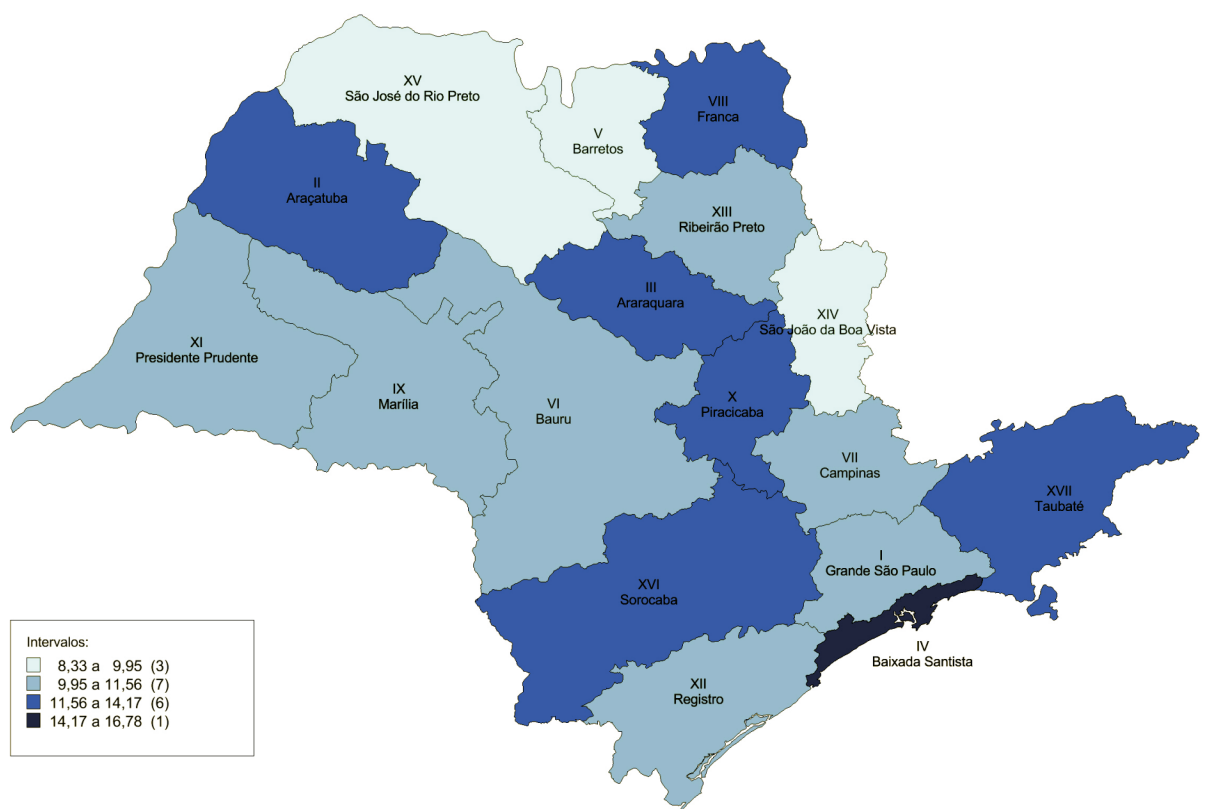 XV
São José do Rio Preto
V
Barretos
VIII
Franca
II
Araçatuba
XIII
Ribeirão Preto
III
Araraquara
XIV
São João da Boa Vista
XI
Presidente Prudente
IX
Marília
VI
Bauru
X
Piracicaba
VII
Campinas
XVII
Taubaté
I
Grande São Paulo
XVI
Sorocaba
IV
Baixada Santista
XII
Registro
Intervalos:
8,33 a 9,95 (3)
9,95 a 11,56 (7)
11,56 a 14,17 (6)
14,17 a 16,78 (1)